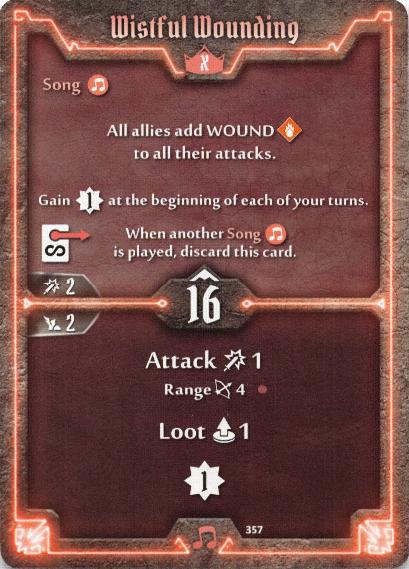 Wistful Wounding
X
Song
All allies add WOUND
to all their attacks.
Gain 1 at the beginning of each of your turns.
When another Song
is played, discard this card.
2
16
2
Attack 1
Range 4
Loot 1
1
357